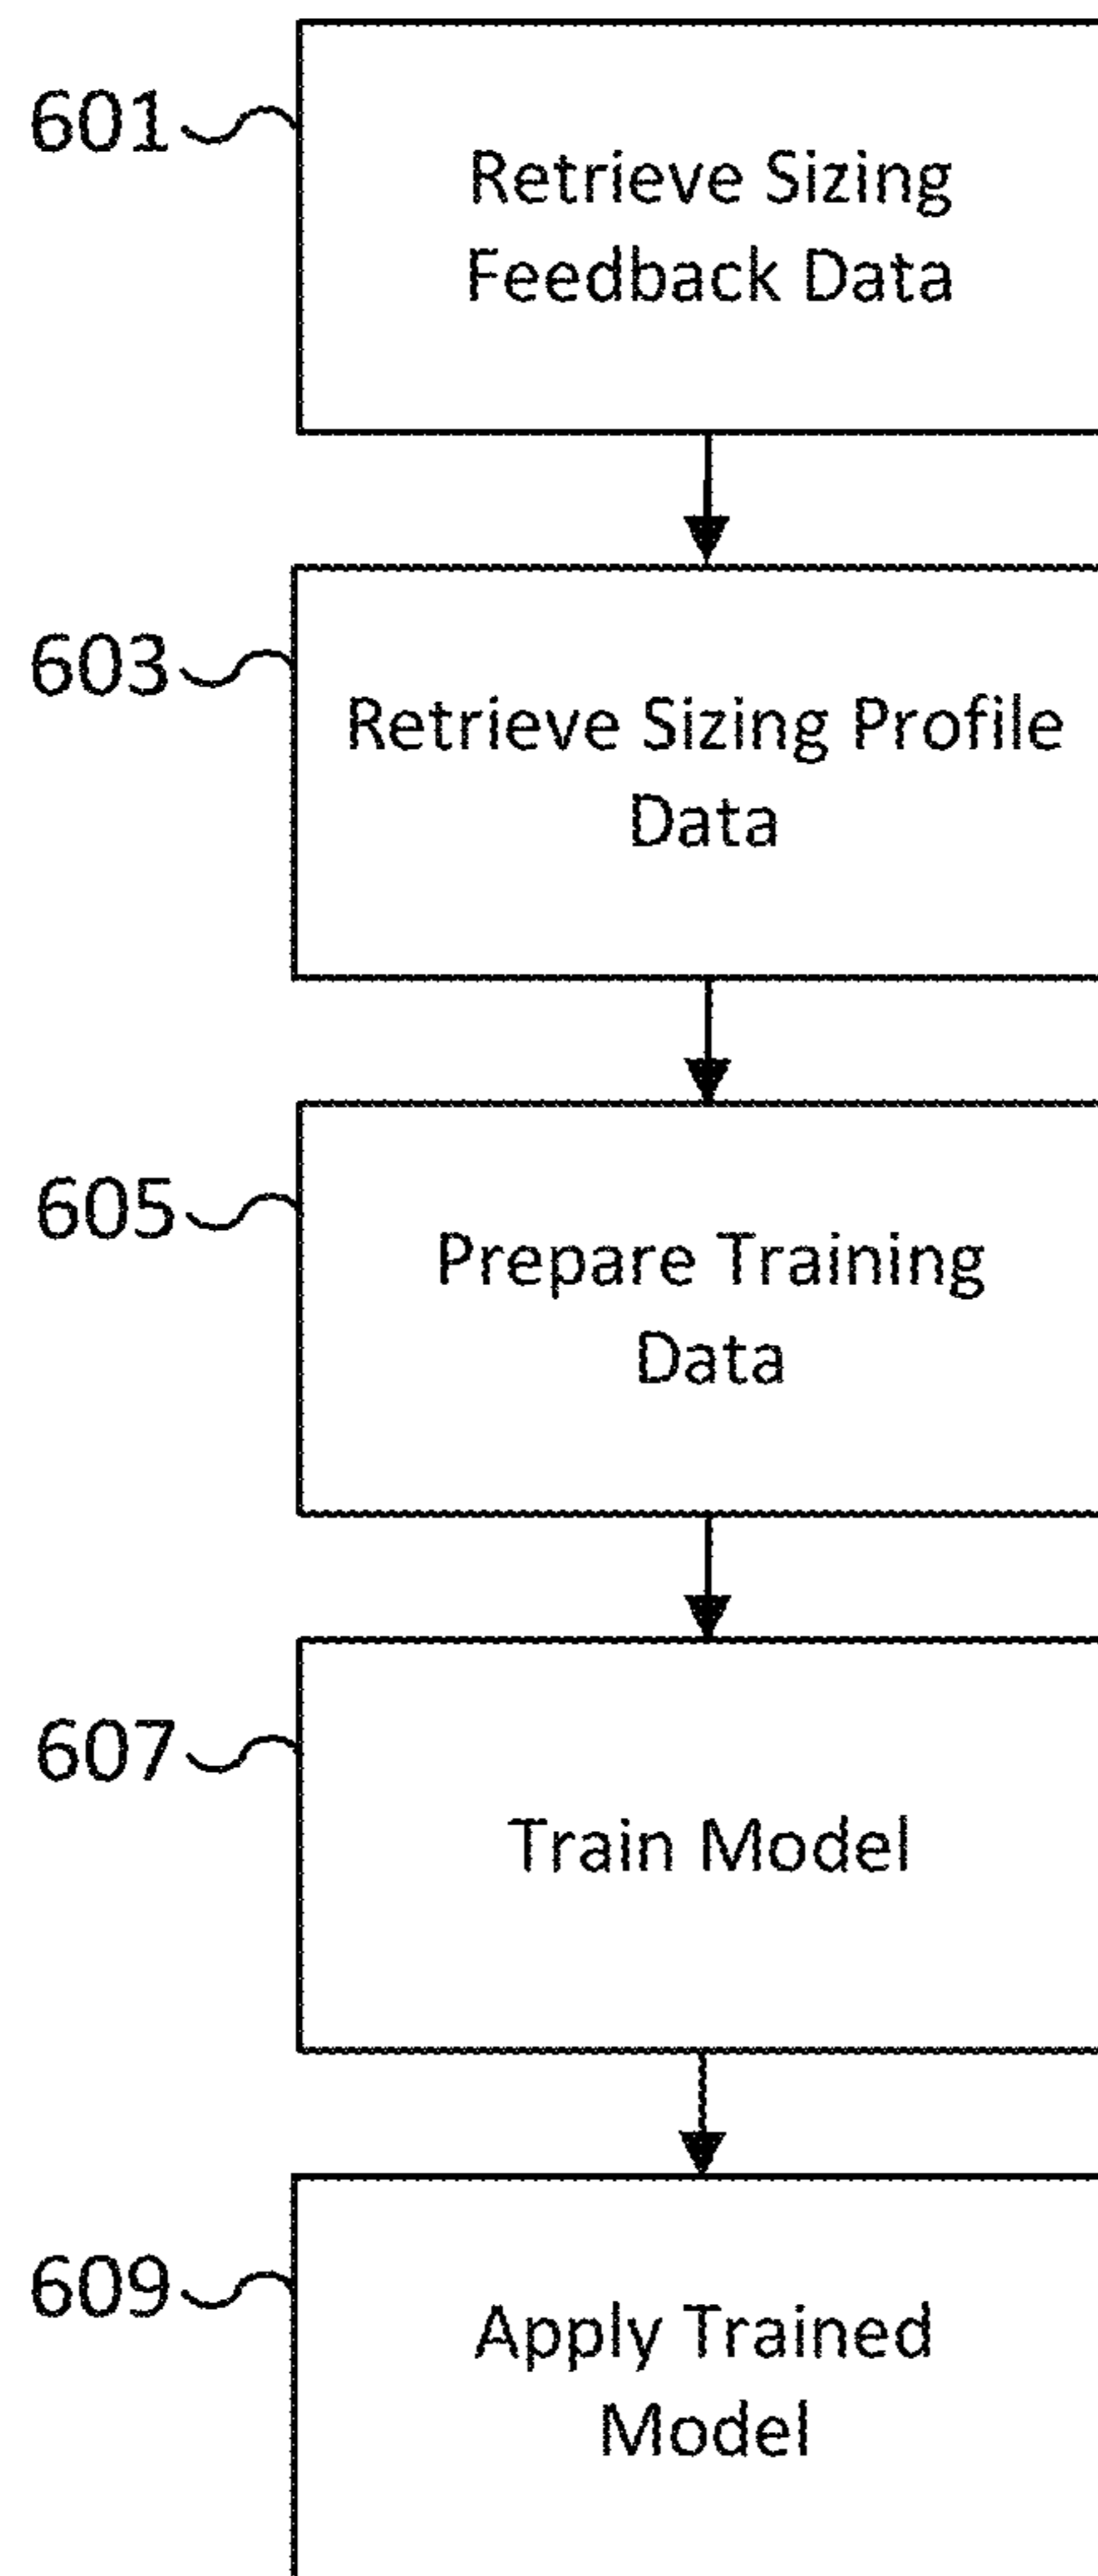 601
Retrieve Sizing
Feedback Data
603
Retrieve Sizing Profile
Data
605
Prepare Training
Data
607
Train Model
609
Apply Trained
Model